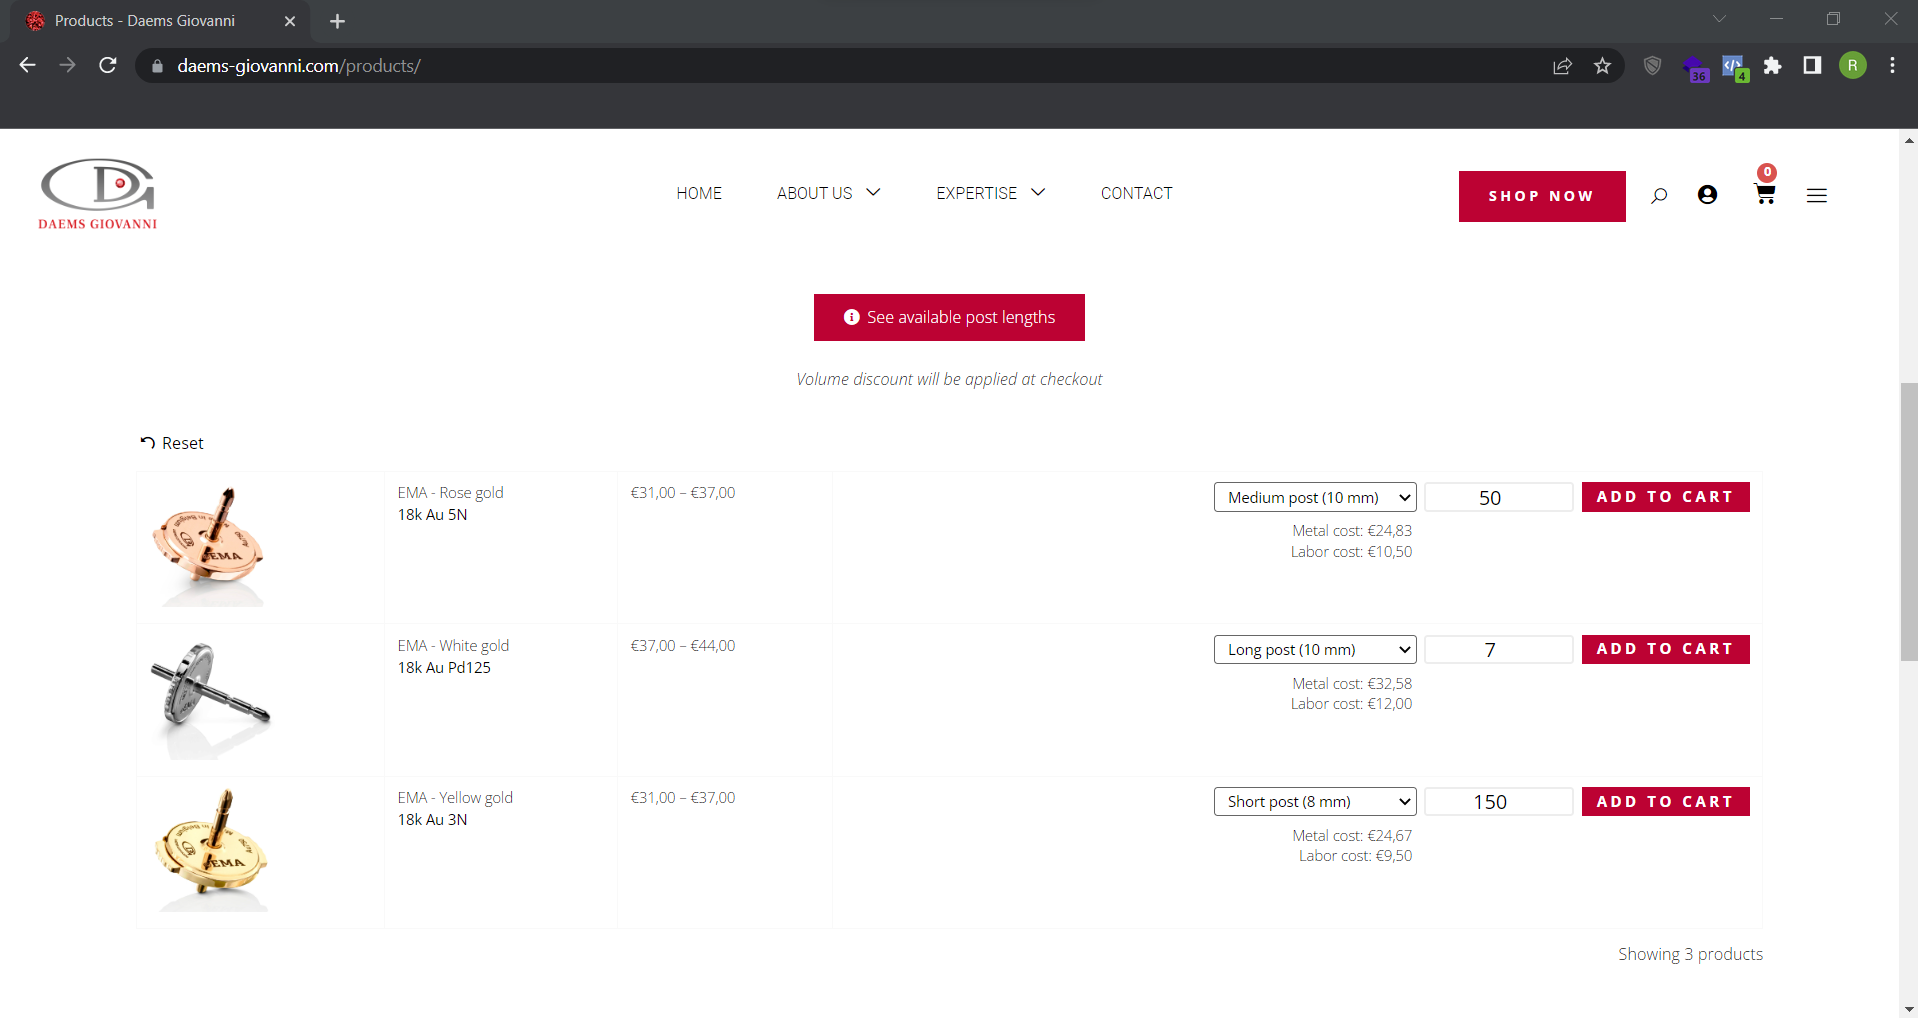 Products - Daems Giovanni
daems-giovanni.com/products/
36
4
R
DAEMS GIOVANNI
HOME
ABOUT US
EXPERTISE
CONTACT
SHOP NOW
0
See available post lengths
Volume discount will be applied at checkout
Reset
EMA - Rose gold
18k Au 5N
€31,00 – €37,00
Medium post (10 mm)
50
ADD TO CART
Metal cost: €24,83
Labor cost: €10,50
EMA
EMA - White gold
18k Au Pd125
€37,00 – €44,00
Long post (10 mm)
7
ADD TO CART
Metal cost: €32,58
Labor cost: €12,00
EMA - Yellow gold
18k Au 3N
€31,00 – €37,00
Short post (8 mm)
150
ADD TO CART
Metal cost: €24,67
Labor cost: €9,50
EMA
Showing 3 products